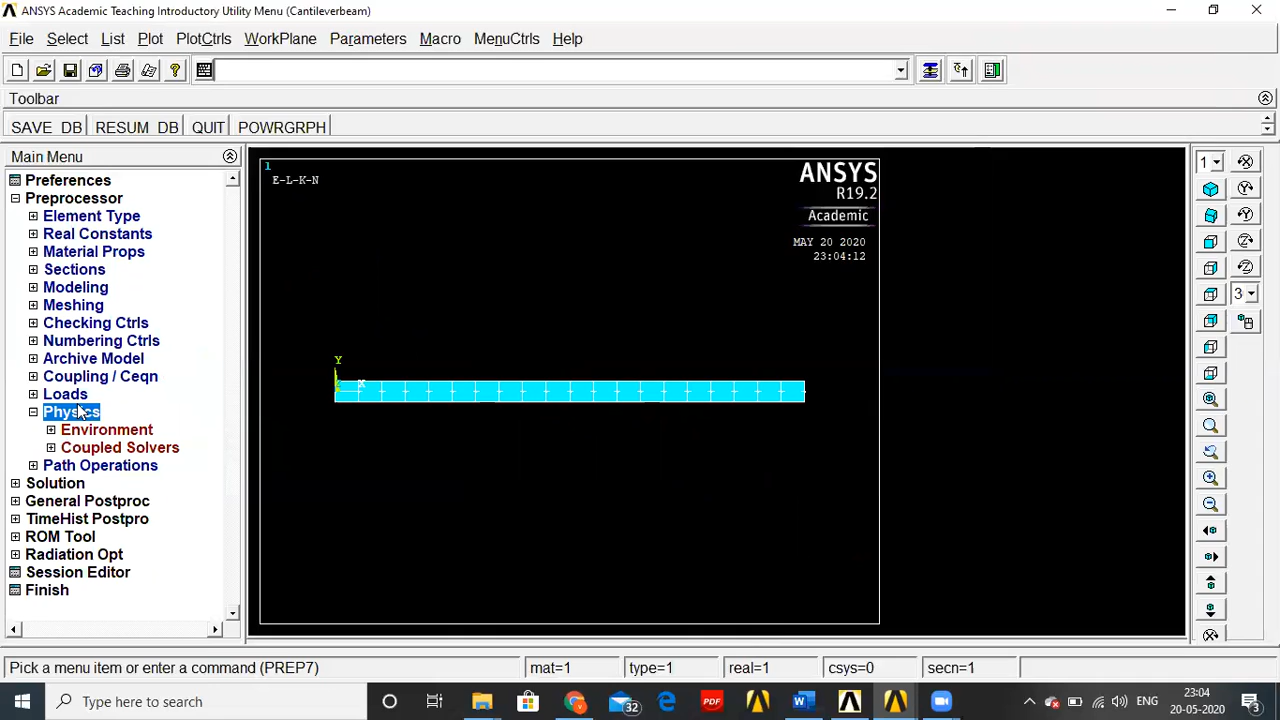 ANSYS Academic Teaching Introductory Utility Menu (Cantileverbeam)
File Select List Plot PlotCtrls WorkPlane Parameters Macro MenuCtrls Help
Toolbar
SAVE_DB RESUM_DB QUIT POWRGRPH
Main Menu
Preferences
Preprocessor
Element Type
Real Constants
Material Props
Sections
Modeling
Meshing
Checking Ctrls
Numbering Ctrls
Archive Model
Coupling / Ceqn
Loads
Physics
Environment
Coupled Solvers
Path Operations
Solution
General Postproc
TimeHist Postpro
ROM Tool
Radiation Opt
Session Editor
Finish
1
E-L-K-N
ANSYS
R19.2
Academic
MAY 20 2020
23:04:12
Y
X
1
3
Pick a menu item or enter a command (PREP7) mat=1 type=1 real=1 csys=0 secn=1
Type here to search
PDF
32
ENG
23:04
20-05-2020
3